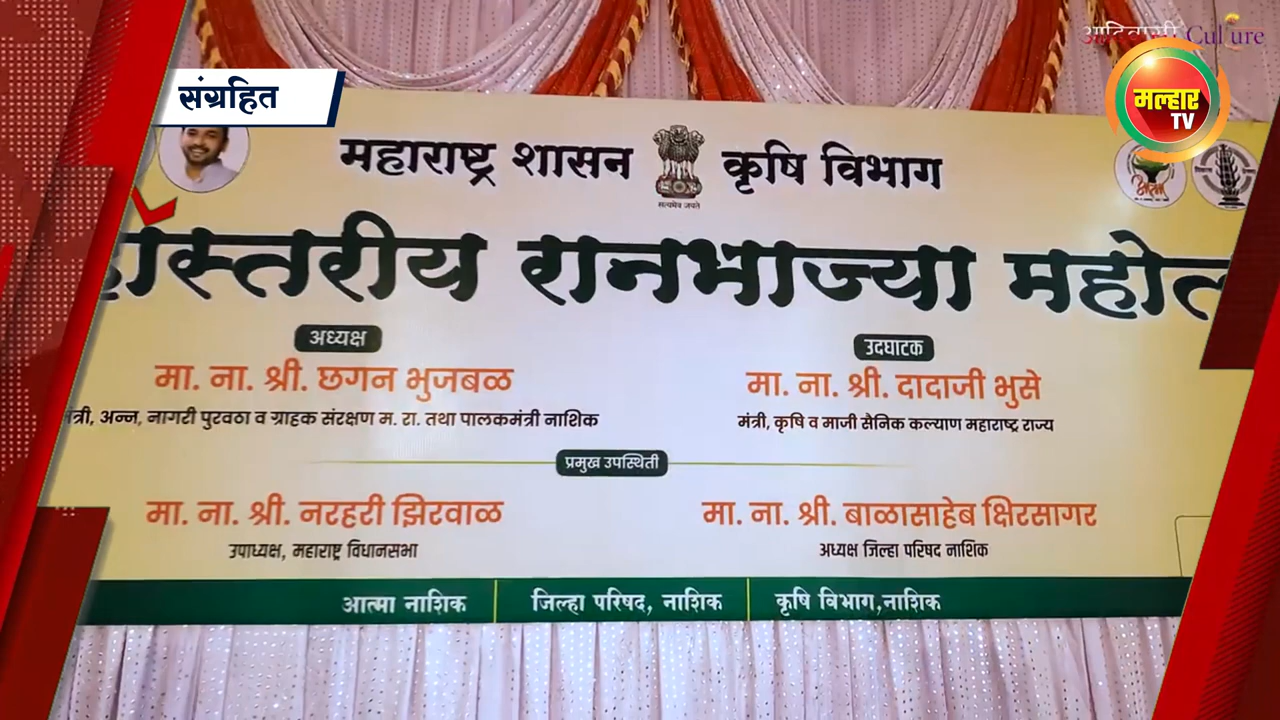 आदिवासी Culture
संग्रहित
मल्हार
TV
महाराष्ट्र शासन कृषि विभाग
सत्यमेव जयते
रानभाज्या
अध्यक्ष
उदघाटक
मा. ना. श्री. छगन भुजबळ
मा. ना. श्री. दादाजी भुसे
अन्न, नागरी पुरवठा व ग्राहक संरक्षण म. रा. तथा पालकमंत्री नाशिक
मंत्री, कृषि व माजी सैनिक कल्याण महाराष्ट्र राज्य
प्रमुख उपस्थिती
मा. ना. श्री. नरहरी झिरवाळ
मा. ना. श्री. बाळासाहेब क्षिरसागर
उपाध्यक्ष, महाराष्ट्र विधानसभा
अध्यक्ष जिल्हा परिषद नाशिक
आत्मा नाशिक जिल्हा परिषद, नाशिक कृषि विभाग,नाशिक